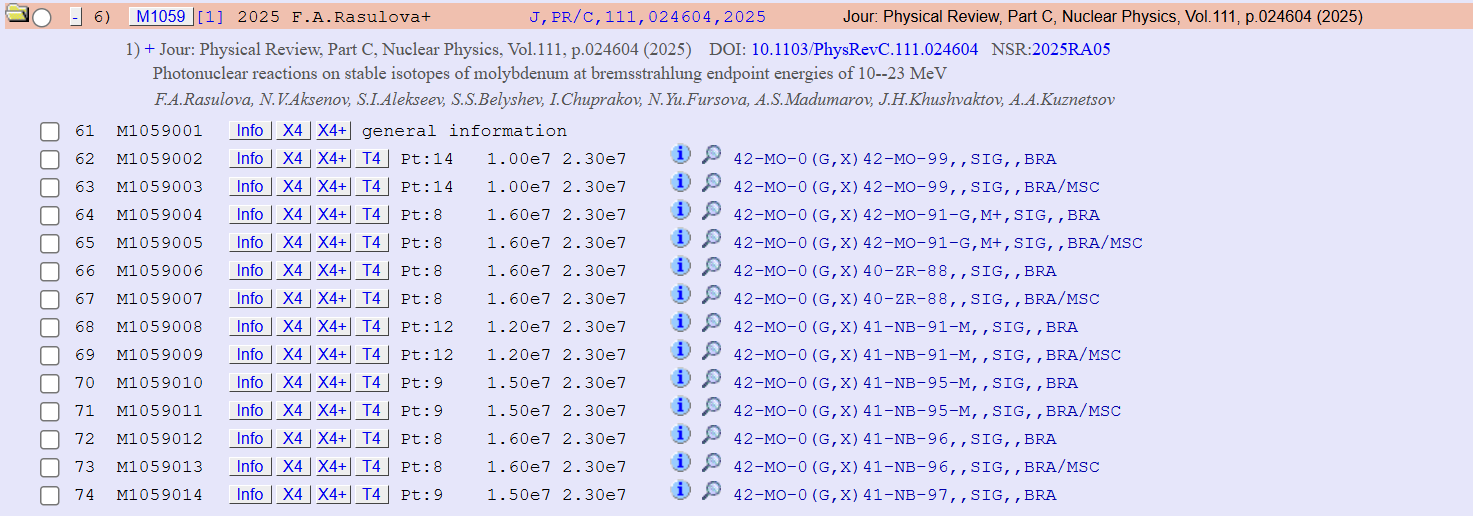 - 6) M1059 [1] 2025 F.A.Rasulova+ J,PR/C,111,024604,2025 Jour: Physical Review, Part C, Nuclear Physics, Vol.111, p.024604 (2025)
1) + Jour: Physical Review, Part C, Nuclear Physics, Vol.111, p.024604 (2025) DOI: 10.1103/PhysRevC.111.024604 NSR:2025RA05
Photonuclear reactions on stable isotopes of molybdenum at bremsstrahlung endpoint energies of 10--23 MeV
F.A.Rasulova, N.V.Aksenov, S.I.Alekseev, S.S.Belyshev, I.Chuprakov, N.Yu.Fursova, A.S.Madumarov, J.H.Khushvaktov, A.A.Kuznetsov
61 M1059001 Info X4 X4+ general information
62 M1059002 Info X4 X4+ T4 Pt:14 1.00e7 2.30e7 i 42-MO-0(G,X)42-MO-99,,SIG,,BRA
63 M1059003 Info X4 X4+ T4 Pt:14 1.00e7 2.30e7 i 42-MO-0(G,X)42-MO-99,,SIG,,BRA/MSC
64 M1059004 Info X4 X4+ T4 Pt:8 1.60e7 2.30e7 i 42-MO-0(G,X)42-MO-91-G,M+,SIG,,BRA
65 M1059005 Info X4 X4+ T4 Pt:8 1.60e7 2.30e7 i 42-MO-0(G,X)42-MO-91-G,M+,SIG,,BRA/MSC
66 M1059006 Info X4 X4+ T4 Pt:8 1.60e7 2.30e7 i 42-MO-0(G,X)40-ZR-88,,SIG,,BRA
67 M1059007 Info X4 X4+ T4 Pt:8 1.60e7 2.30e7 i 42-MO-0(G,X)40-ZR-88,,SIG,,BRA/MSC
68 M1059008 Info X4 X4+ T4 Pt:12 1.20e7 2.30e7 i 42-MO-0(G,X)41-NB-91-M,,SIG,,BRA
69 M1059009 Info X4 X4+ T4 Pt:12 1.20e7 2.30e7 i 42-MO-0(G,X)41-NB-91-M,,SIG,,BRA/MSC
70 M1059010 Info X4 X4+ T4 Pt:9 1.50e7 2.30e7 i 42-MO-0(G,X)41-NB-95-M,,SIG,,BRA
71 M1059011 Info X4 X4+ T4 Pt:9 1.50e7 2.30e7 i 42-MO-0(G,X)41-NB-95-M,,SIG,,BRA/MSC
72 M1059012 Info X4 X4+ T4 Pt:8 1.60e7 2.30e7 i 42-MO-0(G,X)41-NB-96,,SIG,,BRA
73 M1059013 Info X4 X4+ T4 Pt:8 1.60e7 2.30e7 i 42-MO-0(G,X)41-NB-96,,SIG,,BRA/MSC
74 M1059014 Info X4 X4+ T4 Pt:9 1.50e7 2.30e7 i 42-MO-0(G,X)41-NB-97,,SIG,,BRA